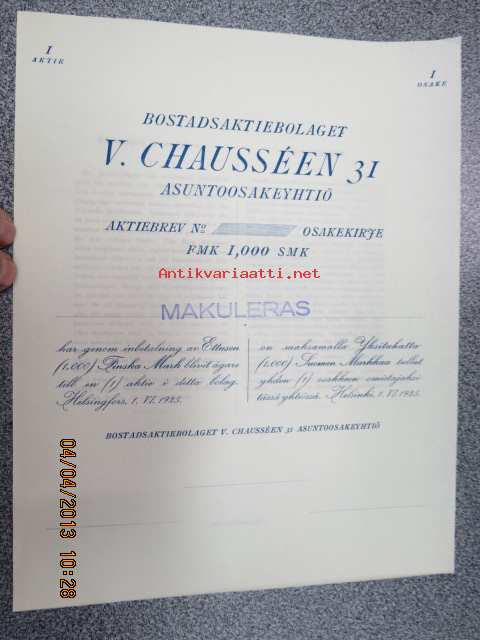 I
AKTIE
I
OSAKE
BOSTADSAKTIEBOLAGET
V. CHAUSSÉEN 31
ASUNTOOSAKEYHTIÖ
AKTIEBREV No OSAKEKIRJE
FMK 1,000 SMK
Antikvariaatti.net
MAKULERAS
har genom inbetalning av Ettusen
(1.000) Finska Mark blivit ägare
till en (1) aktie i detta bolag.
Helsingfors, 1. VI. 1925.
on maksamalla Yksituhatta
(1.000) Suomen Markkaa tullut
yhden (1) osakkeen omistajaksi
tässä yhtiössä. Helsinki, 1. VI. 1925.
BOSTADSAKTIEBOLAGET V. CHAUSSÉEN 31 ASUNTOOSAKEYHTIÖ
04/04/2013 10:28